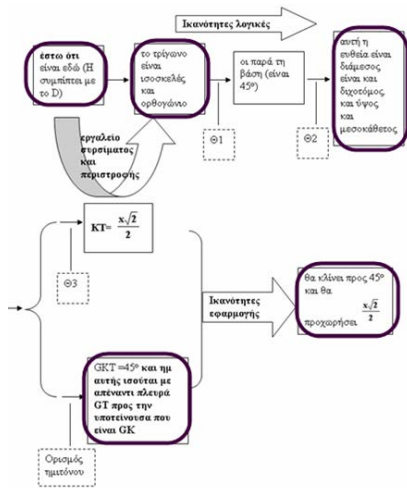 Ικανότητες λογικές
έστω ότι
είναι εδώ (Η
συμπίπτει με
το D)
το τρίγωνο
είναι
ισοσκελές,
και
ορθογώνιο
οι παρά τη
βάση (είναι
45°)
αυτή η
ευθεία είναι
διάμεσος,
είναι και
διχοτόμος,
και ύψος
και
μεσοκάθετος
Θ1
Θ2
εργαλείο
συρσίματος
και
περιστροφής
KT= x√2/2
Θ3
Ικανότητες
εφαρμογής
θα κλίνει προς 45°
και θα
προχωρήσει x√2/2
GKT =45° και ημ
αυτής ισούται με
απέναντι πλευρά
GT προς την
υποτείνουσα που
είναι GK
Ορισμός
ημιτόνου